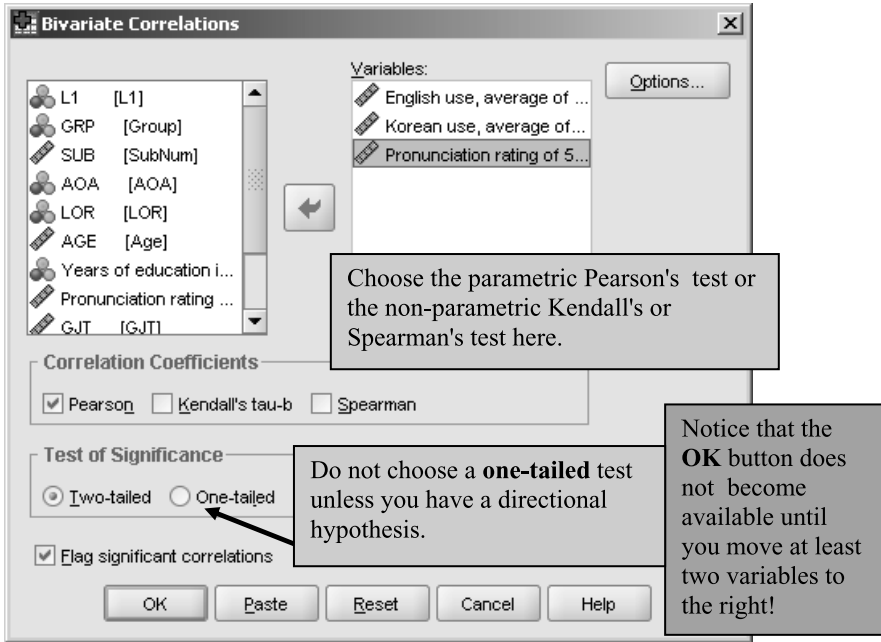 Bivariate Correlations
Variables:
L1 [L1]
GRP [Group]
SUB [SubNum]
AOA [AOA]
LOR [LOR]
AGE [Age]
Years of education i...
Pronunciation rating ...
GJT [GJT]
English use, average of ...
Korean use, average of...
Pronunciation rating of 5...
Options...
Choose the parametric Pearson's test or
the non-parametric Kendall's or
Spearman's test here.
Correlation Coefficients
Pearson Kendall's tau-b Spearman
Test of Significance
Two-tailed One-tailed
Do not choose a one-tailed test
unless you have a directional
hypothesis.
Notice that the
OK button does
not become
available until
you move at least
two variables to
the right!
Flag significant correlations
OK Paste Reset Cancel Help